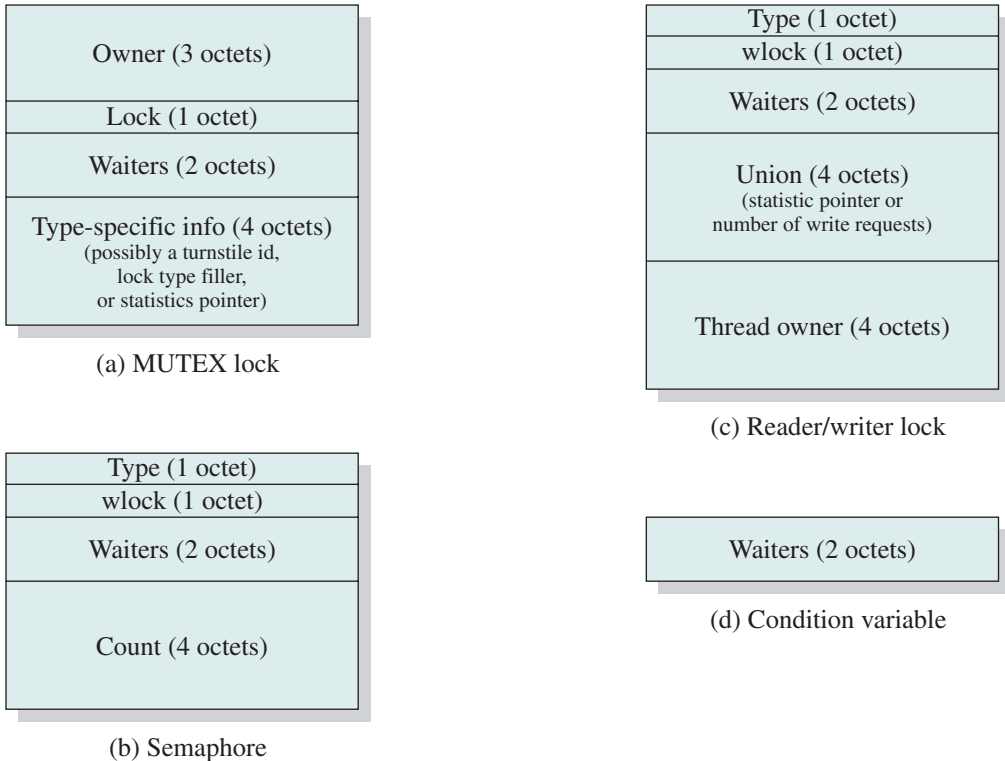 Owner (3 octets)
Lock (1 octet)
Waiters (2 octets)
Type-specific info (4 octets)
(possibly a turnstile id,
lock type filler,
or statistics pointer)
(a) MUTEX lock
Type (1 octet)
wlock (1 octet)
Waiters (2 octets)
Count (4 octets)
(b) Semaphore
Type (1 octet)
wlock (1 octet)
Waiters (2 octets)
Union (4 octets)
(statistic pointer or
number of write requests)
Thread owner (4 octets)
(c) Reader/writer lock
Waiters (2 octets)
(d) Condition variable